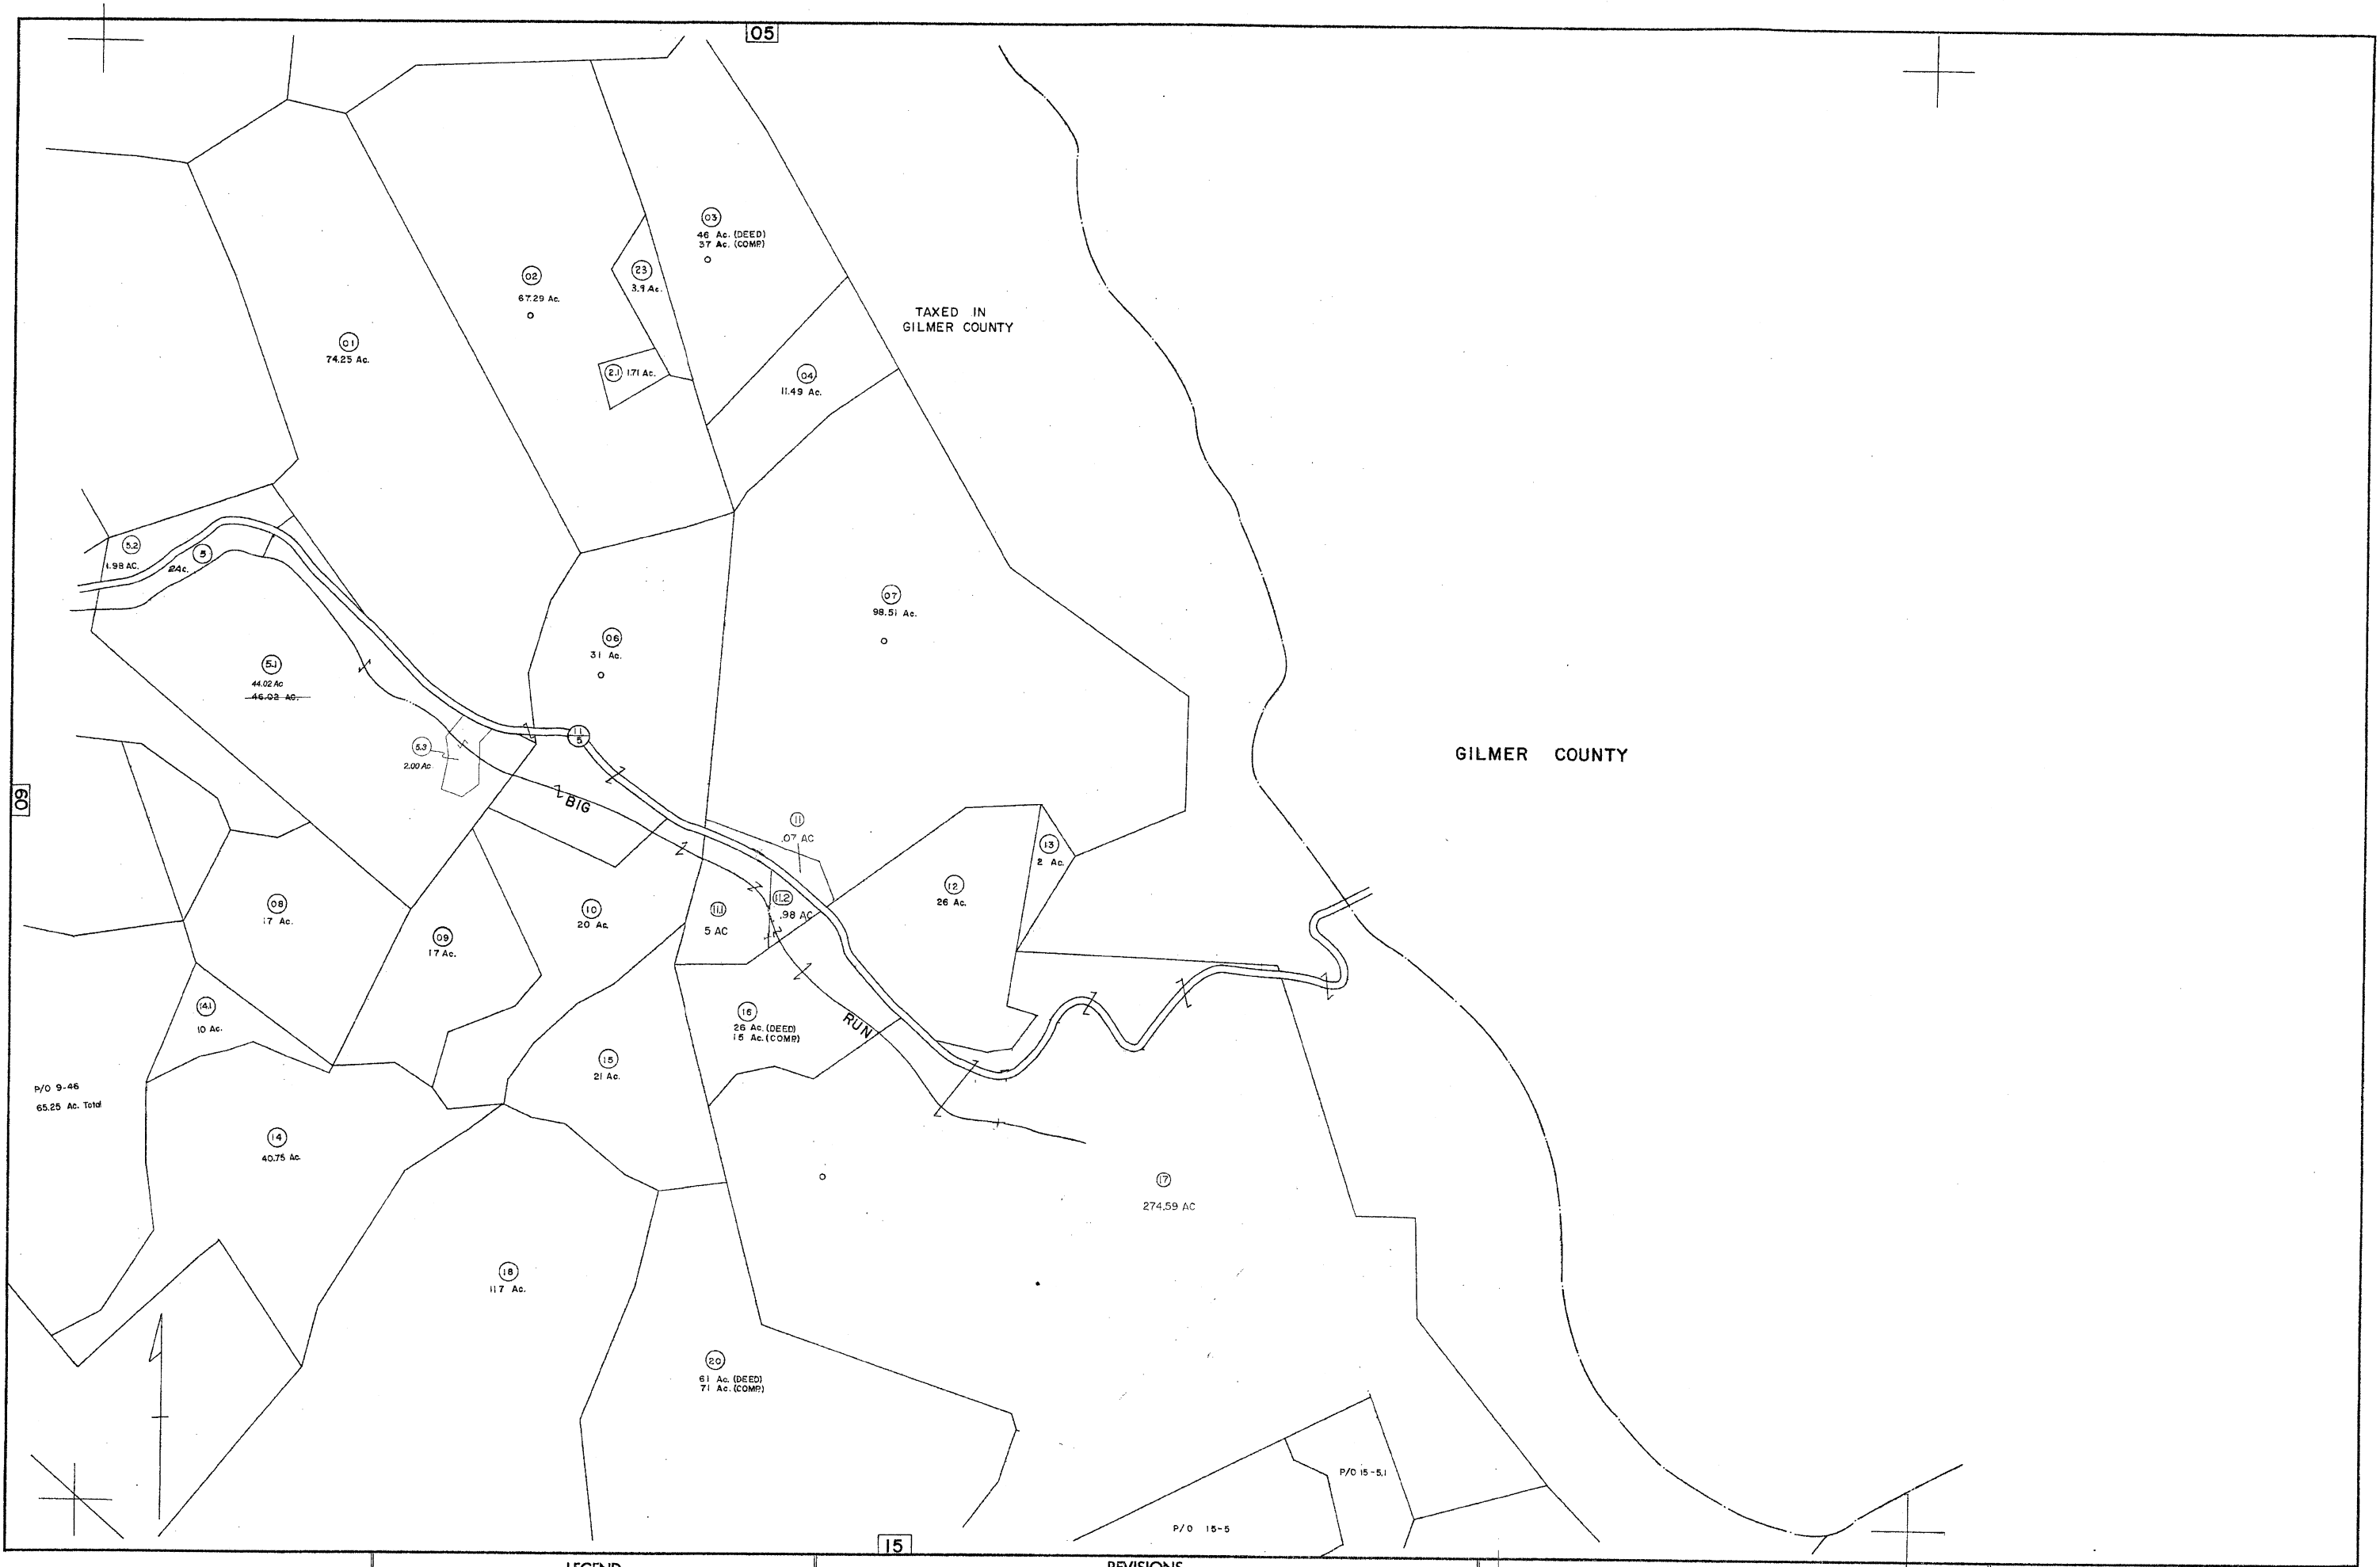 05
03
46 Ac. (DEED)
37 Ac. (COMP.)
02
67.29 Ac.
23
3.9 Ac.
TAXED IN
GILMER COUNTY
01
74.25 Ac.
2.1 1.71 Ac.
04
11.49 Ac.
5.2
1.98 AC.
5
2Ac.
07
98.51 Ac.
06
31 Ac.
5.1
44.02 Ac
46.02 AC.
11
5
5.3
2.00 Ac
GILMER COUNTY
09
BIG
11
.07 AC
13
2 Ac.
12
26 Ac.
08
17 Ac.
10
20 Ac.
11.1
5 AC
11.2
.98 AC
09
17 Ac.
14.1
10 Ac.
16
26 Ac. (DEED)
15 Ac. (COMP.)
RUN
15
21 Ac.
P/O 9-46
65.25 Ac. Total
14
40.75 Ac.
17
274.59 AC
18
117 Ac.
20
61 Ac. (DEED)
71 Ac. (COMP.)
P/O 15-5.1
P/O 15-5
15
LEGEND
REVISIONS